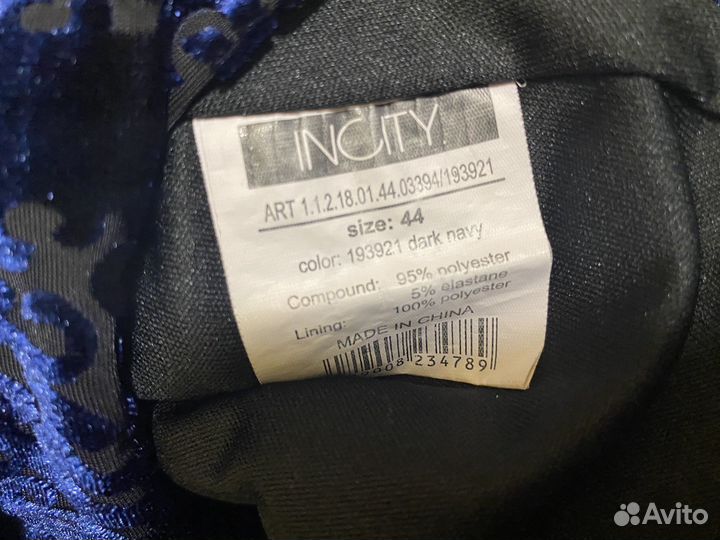 INCITY
ART 1.1.2.18.01.44.03394/193921
size: 44
color: 193921 dark navy
Compound: 95% polyester
5% elastane
Lining: 100% polyester
MADE IN CHINA
234789
Avito